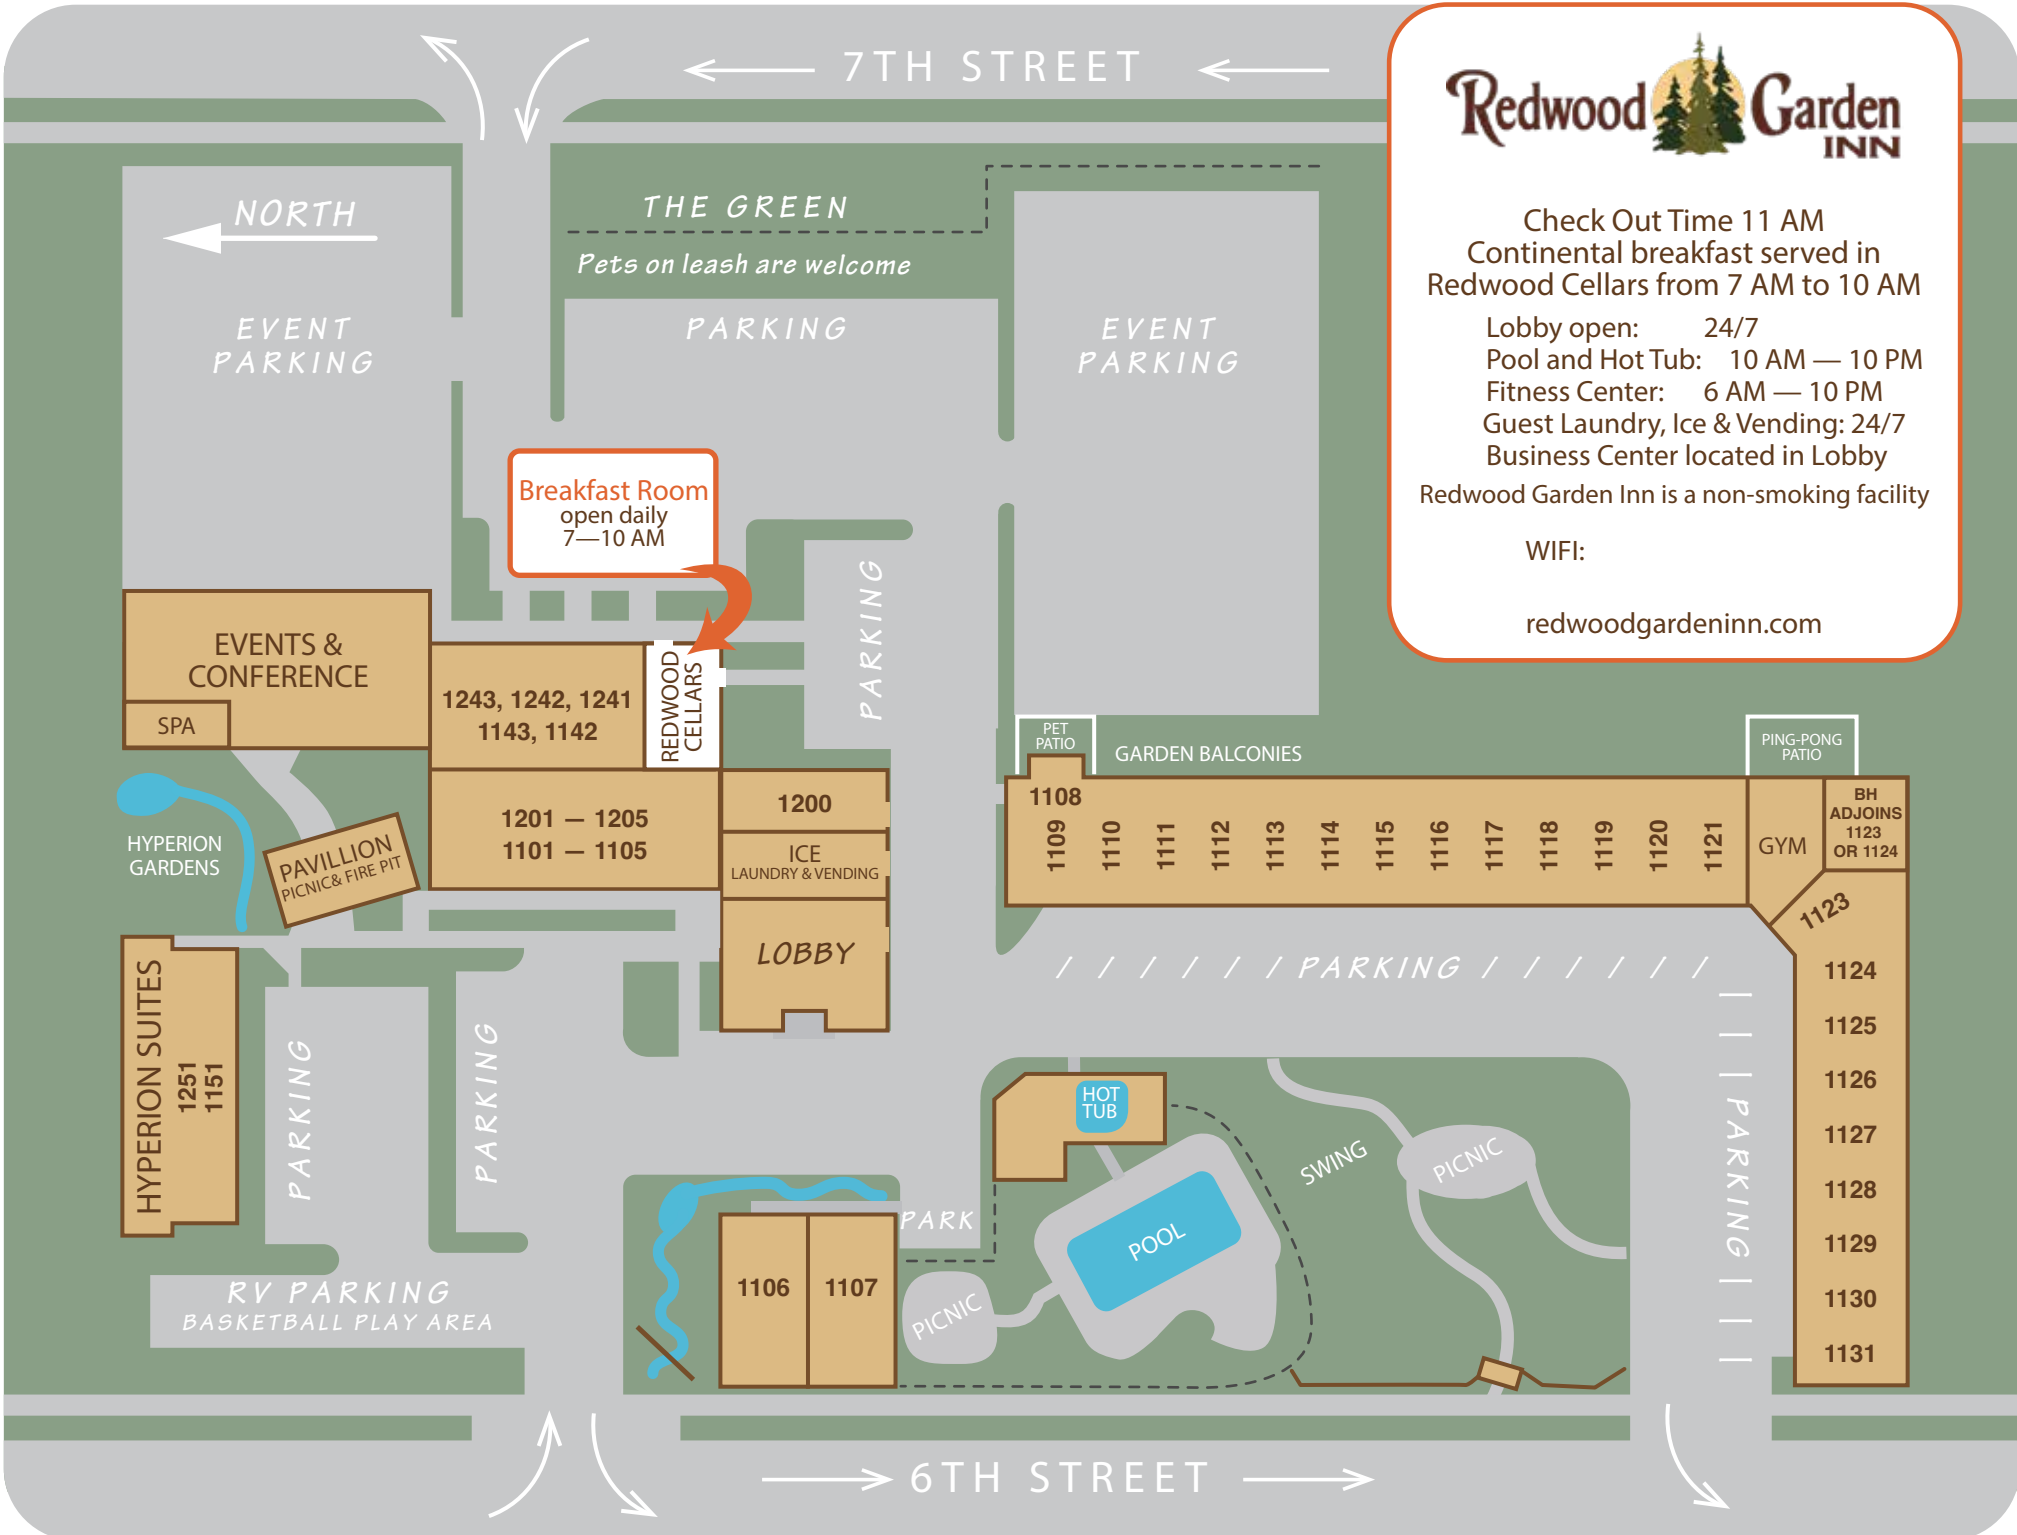 7TH STREET
Redwood Garden
INN
Check Out Time 11 AM
Continental breakfast served in
Redwood Cellars from 7 AM to 10 AM
Lobby open: 24/7
Pool and Hot Tub: 10 AM — 10 PM
Fitness Center: 6 AM — 10 PM
Guest Laundry, Ice & Vending: 24/7
Business Center located in Lobby
Redwood Garden Inn is a non-smoking facility
WIFI:
redwoodgardeninn.com
NORTH
THE GREEN
Pets on leash are welcome
EVENT
PARKING
PARKING
EVENT
PARKING
Breakfast Room
open daily
7—10 AM
PARKING
EVENTS &
CONFERENCE
SPA
1243, 1242, 1241
1143, 1142
REDWOOD
CELLARS
PET
PATIO
GARDEN BALCONIES
PING-PONG
PATIO
HYPERION
GARDENS
PAVILLION
PICNIC& FIRE PIT
1201 — 1205
1101 — 1105
1200
ICE
LAUNDRY & VENDING
LOBBY
1108
1109
1110
1111
1112
1113
1114
1115
1116
1117
1118
1119
1120
1121
GYM
BH
ADJOINS
1123
OR 1124
1123
1124
1125
1126
1127
1128
1129
1130
1131
PARKING
PARKING
HYPERION SUITES
1251
1151
PARKING
PARKING
HOT
TUB
SWING
PICNIC
POOL
PARK
PICNIC
1106
1107
RV PARKING
BASKETBALL PLAY AREA
6TH STREET